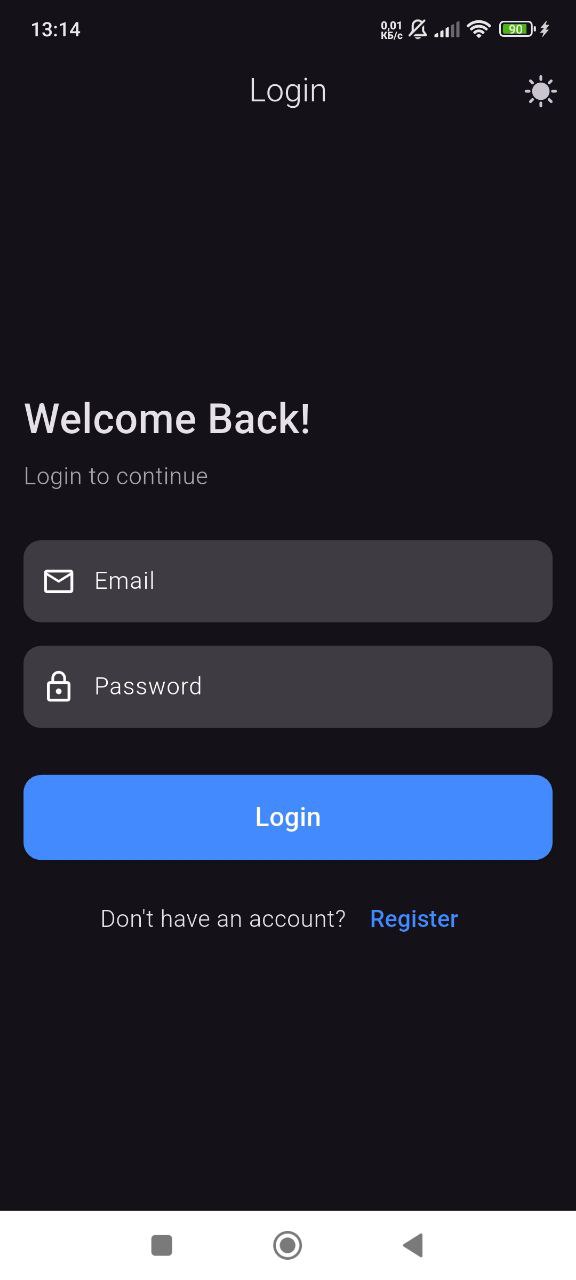 13:14
0,01
КБ/с
90
Login
Welcome Back!
Login to continue
Email
Password
Login
Don't have an account? Register